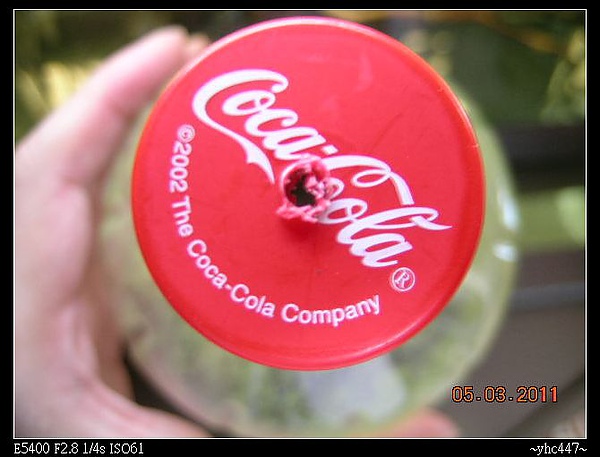 Coca-Cola®
©2002 The Coca-Cola Company
05.03.2011
E5400 F2.8 1/4s ISO61
~yhc447~